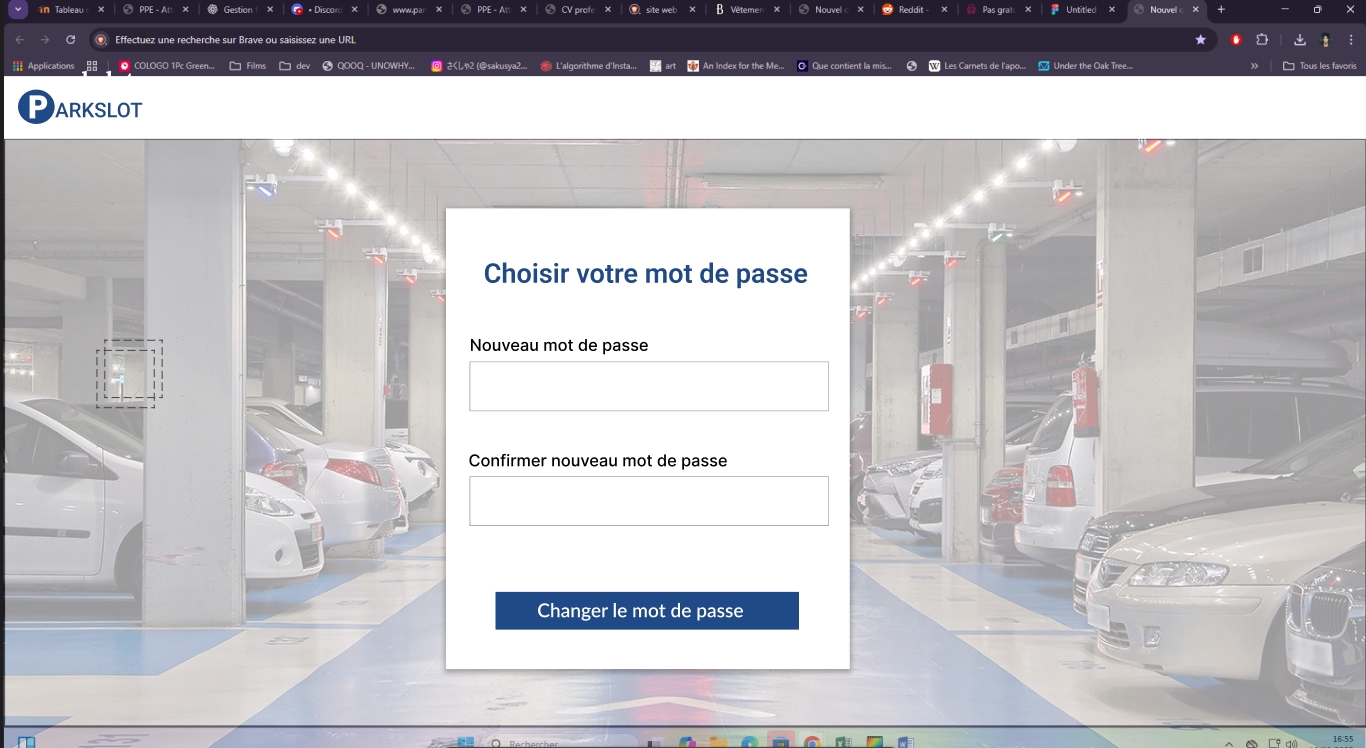 Tableau
PPE - Att
Gestion
• Discord
www.par
PPE - Att
CV profe
site web
Vêtemen
Nouvel o
Reddit -
Pas gratu
Untitled
Nouvel o
Effectuez une recherche sur Brave ou saisissez une URL
Applications
COLOGO 1Pc Green...
Films
dev
QOOQ - UNOWHY...
さくしゃ2 (@sakusya2...
L'algorithme d'Insta...
art
An Index for the Me...
Que contient la mis...
Les Carnets de l'apo...
Under the Oak Tree...
»
Tous les favoris
PARKSLOT
Choisir votre mot de passe
Nouveau mot de passe
Confirmer nouveau mot de passe
Changer le mot de passe
Rechercher
16:55